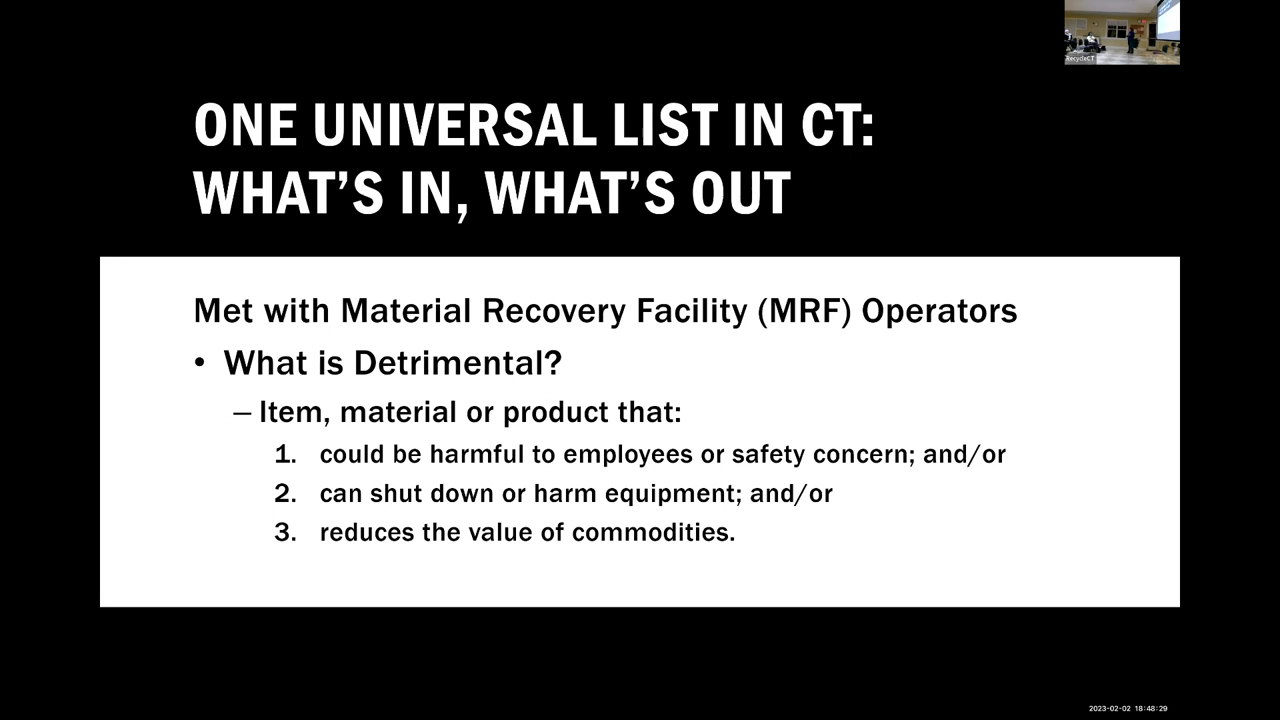 RecycleCT
ONE UNIVERSAL LIST IN CT:
WHAT’S IN, WHAT’S OUT
Met with Material Recovery Facility (MRF) Operators
• What is Detrimental?
– Item, material or product that:
1. could be harmful to employees or safety concern; and/or
2. can shut down or harm equipment; and/or
3. reduces the value of commodities.
2023-02-02 18:48:29